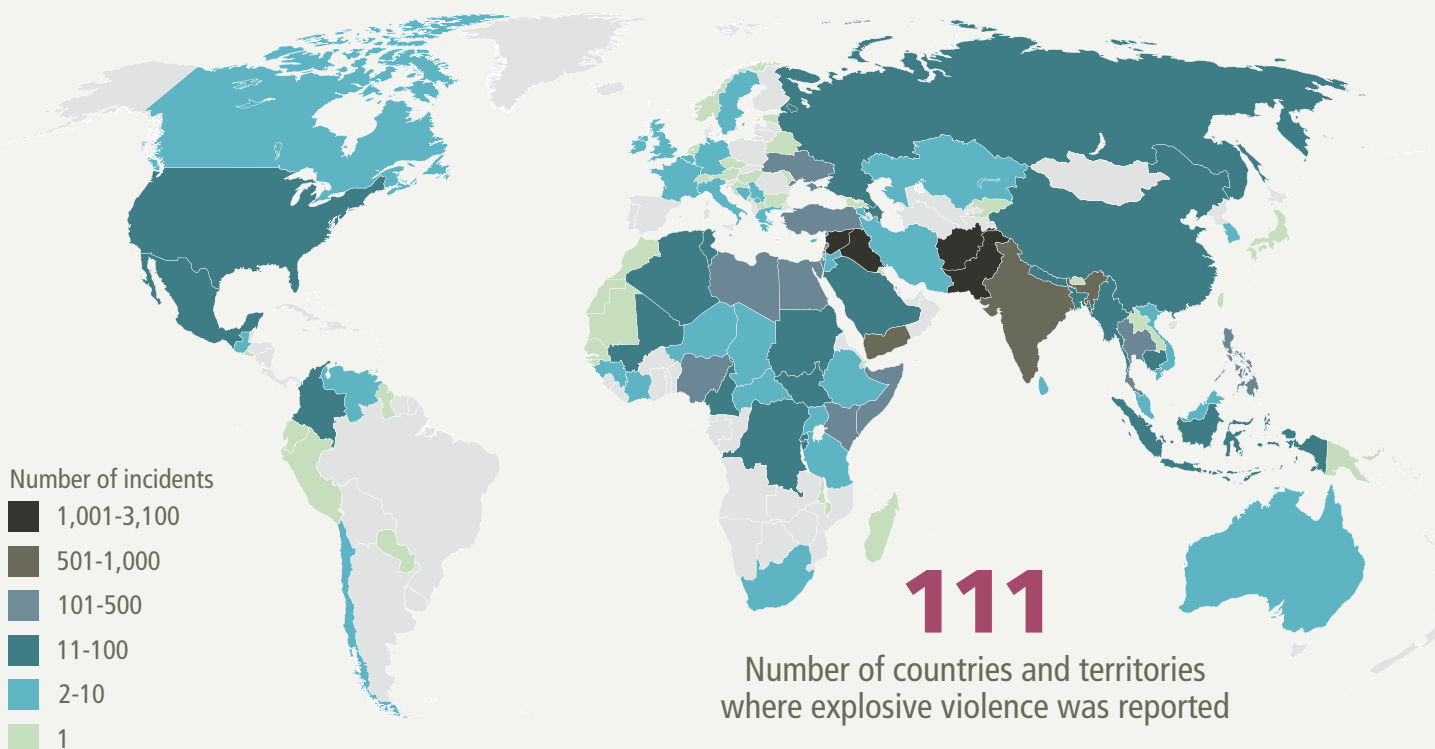 Number of incidents
1,001-3,100
501-1,000
101-500
11-100
2-10
1
111
Number of countries and territories
where explosive violence was reported